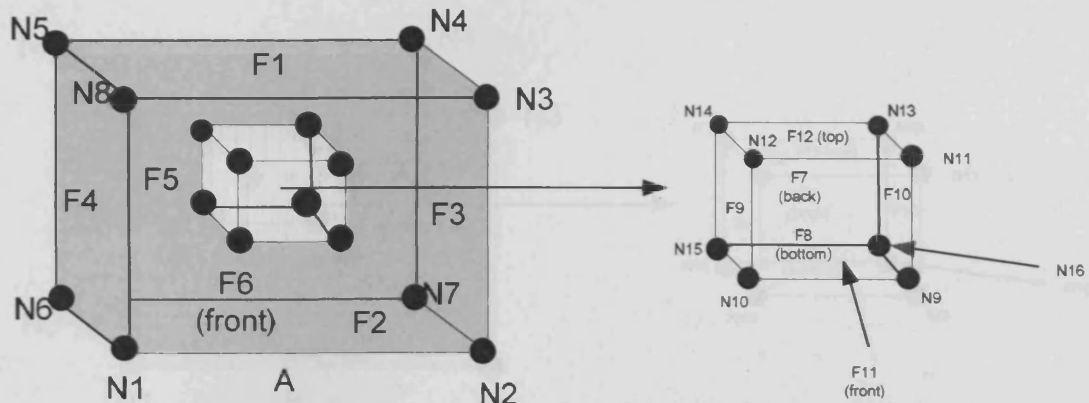 N5
N4
F1
N8
N3
F5
F4
F3
N6
F6
(front)
N7
F2
N1
A
N2
N14
N13
N12
F12 (top)
N11
F7
(back)
F9
F10
F8
(bottom)
N15
N16
N10
N9
F11
(front)